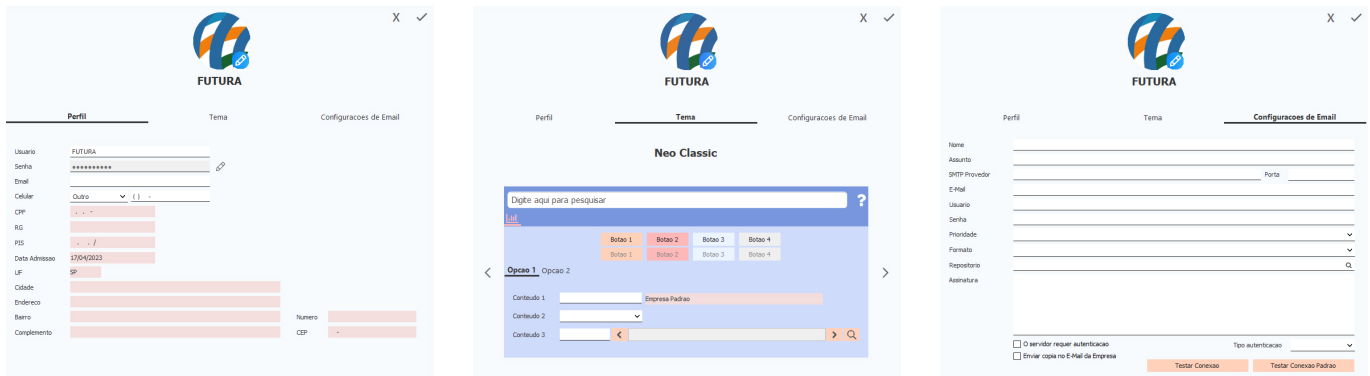 X
FUTURA
Perfil Tema Configuracoes de Email
Usuario FUTURA
Senha ••••••••••
Email
Celular Outro ( ) -
CPF . . -
RG
PIS . . /
Data Admissao 17/04/2023
UF SP
Cidade
Endereco
Bairro Numero
Complemento CEP -
X
FUTURA
Perfil Tema Configuracoes de Email
Neo Classic
Digite aqui para pesquisar ?
Botao 1 Botao 2 Botao 3 Botao 4
Botao 1 Botao 2 Botao 3 Botao 4
Opcao 1 Opcao 2
Conteudo 1 Empresa Padrao
Conteudo 2
Conteudo 3
X
FUTURA
Perfil Tema Configuracoes de Email
Nome
Assunto
SMTP Provedor Porta
E-Mail
Usuario
Senha
Prioridade
Formato
Repositorio
Assinatura
O servidor requer autenticacao Tipo autenticacao
Enviar copia no E-Mail da Empresa
Testar Conexao Testar Conexao Padrao